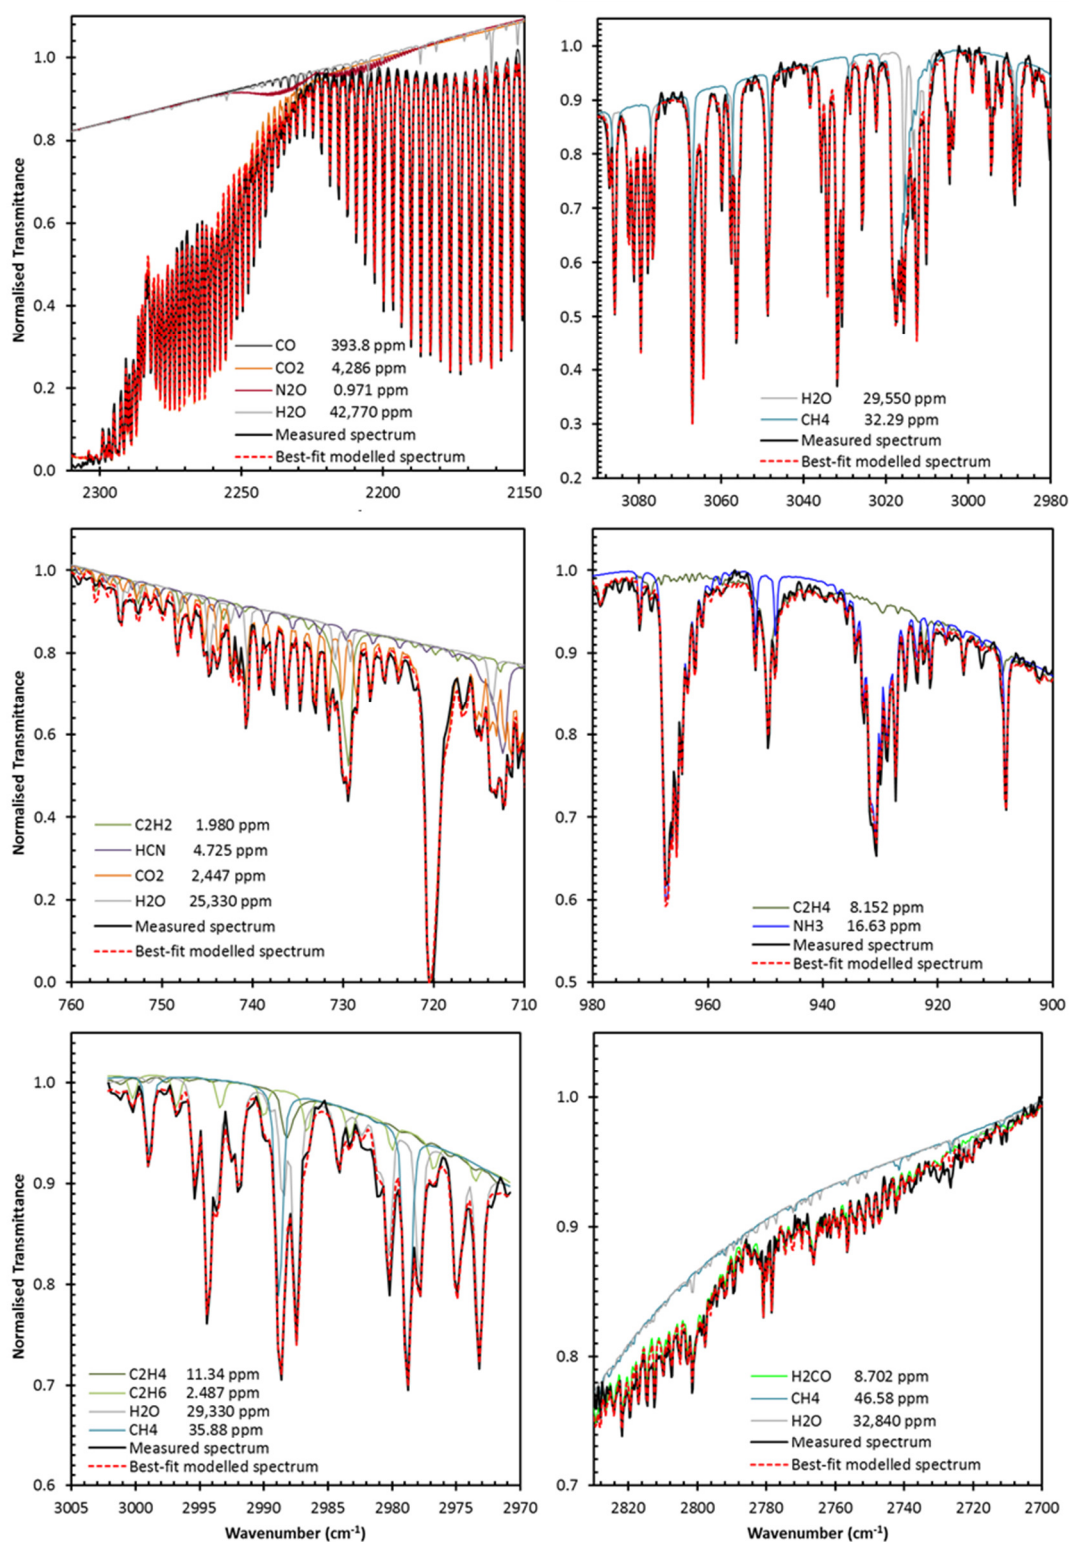 Normalised Transmittance
1.0
0.8
0.6
0.4
0.2
0.0
CO 393.8 ppm
CO2 4,286 ppm
N2O 0.971 ppm
H2O 42,770 ppm
Measured spectrum
Best-fit modelled spectrum
2300 2250 2200 2150
1.0
0.9
0.8
0.7
0.6
0.5
0.4
0.3
0.2
H2O 29,550 ppm
CH4 32.29 ppm
Measured spectrum
Best-fit modelled spectrum
3080 3060 3040 3020 3000 2980
Normalised Transmittance
1.0
0.8
0.6
0.4
0.2
0.0
C2H2 1.980 ppm
HCN 4.725 ppm
CO2 2,447 ppm
H2O 25,330 ppm
Measured spectrum
Best-fit modelled spectrum
760 750 740 730 720 710
1.0
0.9
0.8
0.7
0.6
0.5
C2H4 8.152 ppm
NH3 16.63 ppm
Measured spectrum
Best-fit modelled spectrum
980 960 940 920 900
Normalised Transmittance
1.0
0.9
0.8
0.7
0.6
C2H4 11.34 ppm
C2H6 2.487 ppm
H2O 29,330 ppm
CH4 35.88 ppm
Measured spectrum
Best-fit modelled spectrum
3005 3000 2995 2990 2985 2980 2975 2970
Wavenumber (cm-1)
1.0
0.9
0.8
0.7
H2CO 8.702 ppm
CH4 46.58 ppm
H2O 32,840 ppm
Measured spectrum
Best-fit modelled spectrum
2820 2800 2780 2760 2740 2720 2700
Wavenumber (cm-1)